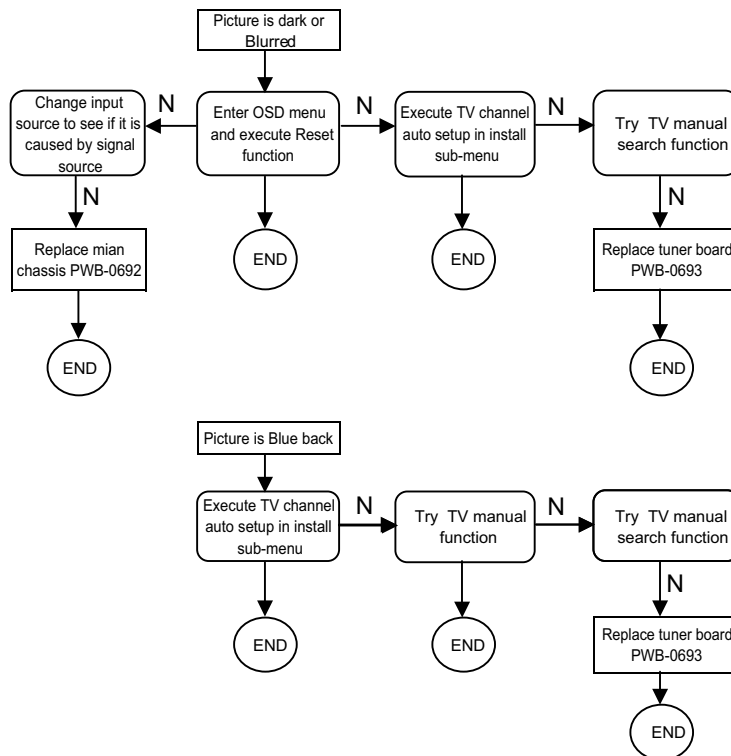 Picture is dark or
Blurred
Change input
source to see if it is
caused by signal
source
N
Enter OSD menu
and execute Reset
function
N
Execute TV channel
auto setup in install
sub-menu
N
Try TV manual
search function
N
N
Replace mian
chassis PWB-0692
END
END
Replace tuner board
PWB-0693
END
END
Picture is Blue back
Execute TV channel
auto setup in install
sub-menu
N
Try TV manual
function
N
Try TV manual
search function
N
END
END
Replace tuner board
PWB-0693
END